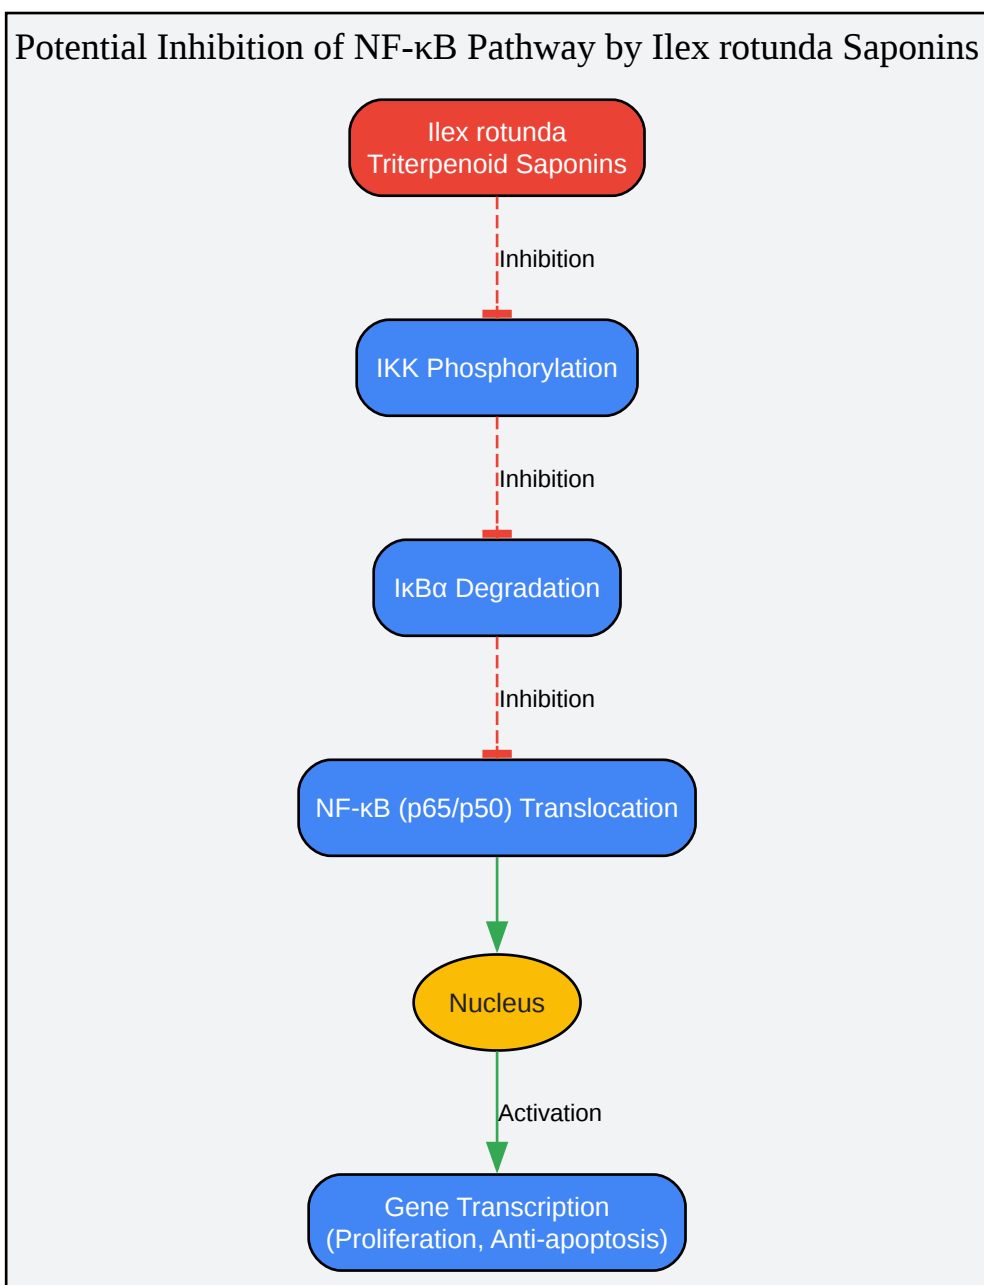 Potential Inhibition of NF-κB Pathway by Ilex rotunda Saponins
Ilex rotunda
Triterpenoid Saponins
Inhibition
IKK Phosphorylation
Inhibition
IκBα Degradation
Inhibition
NF-κB (p65/p50) Translocation
Nucleus
Activation
Gene Transcription
(Proliferation, Anti-apoptosis)